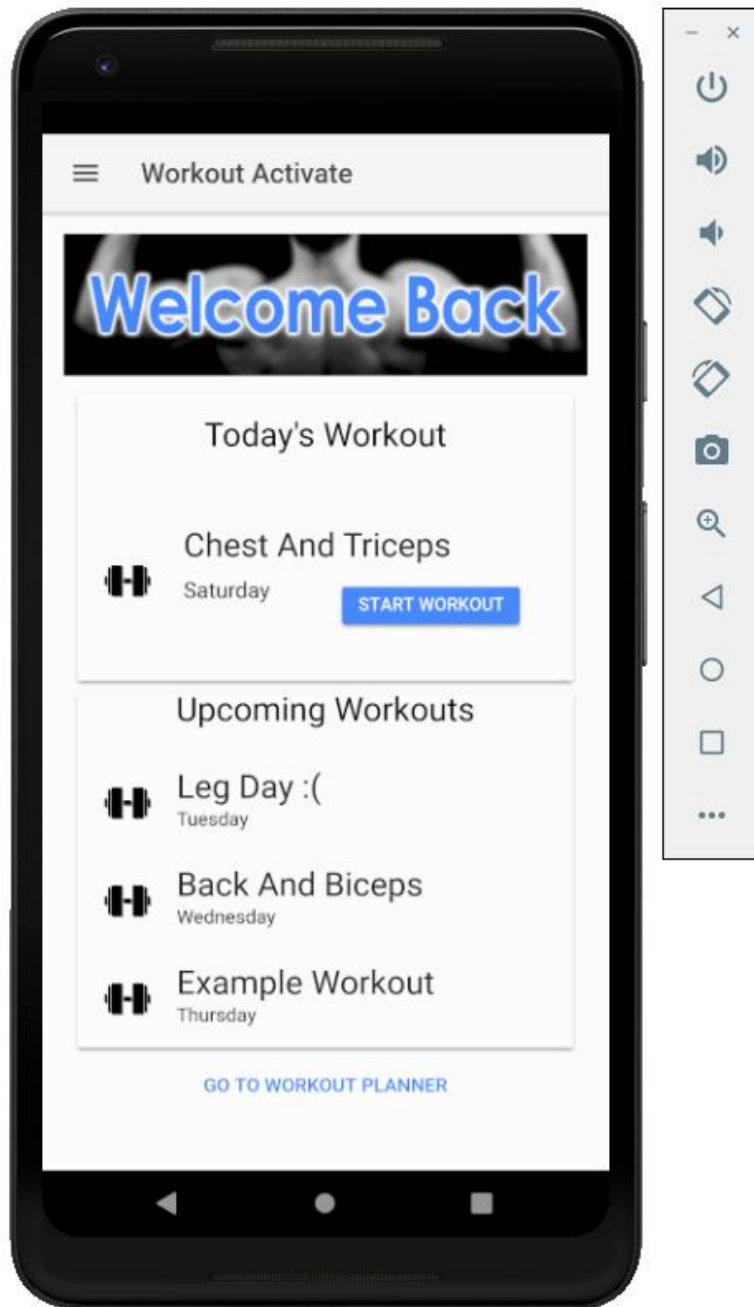 Workout Activate
Welcome Back
Today's Workout
Chest And Triceps
Saturday
START WORKOUT
Upcoming Workouts
Leg Day :(
Tuesday
Back And Biceps
Wednesday
Example Workout
Thursday
GO TO WORKOUT PLANNER